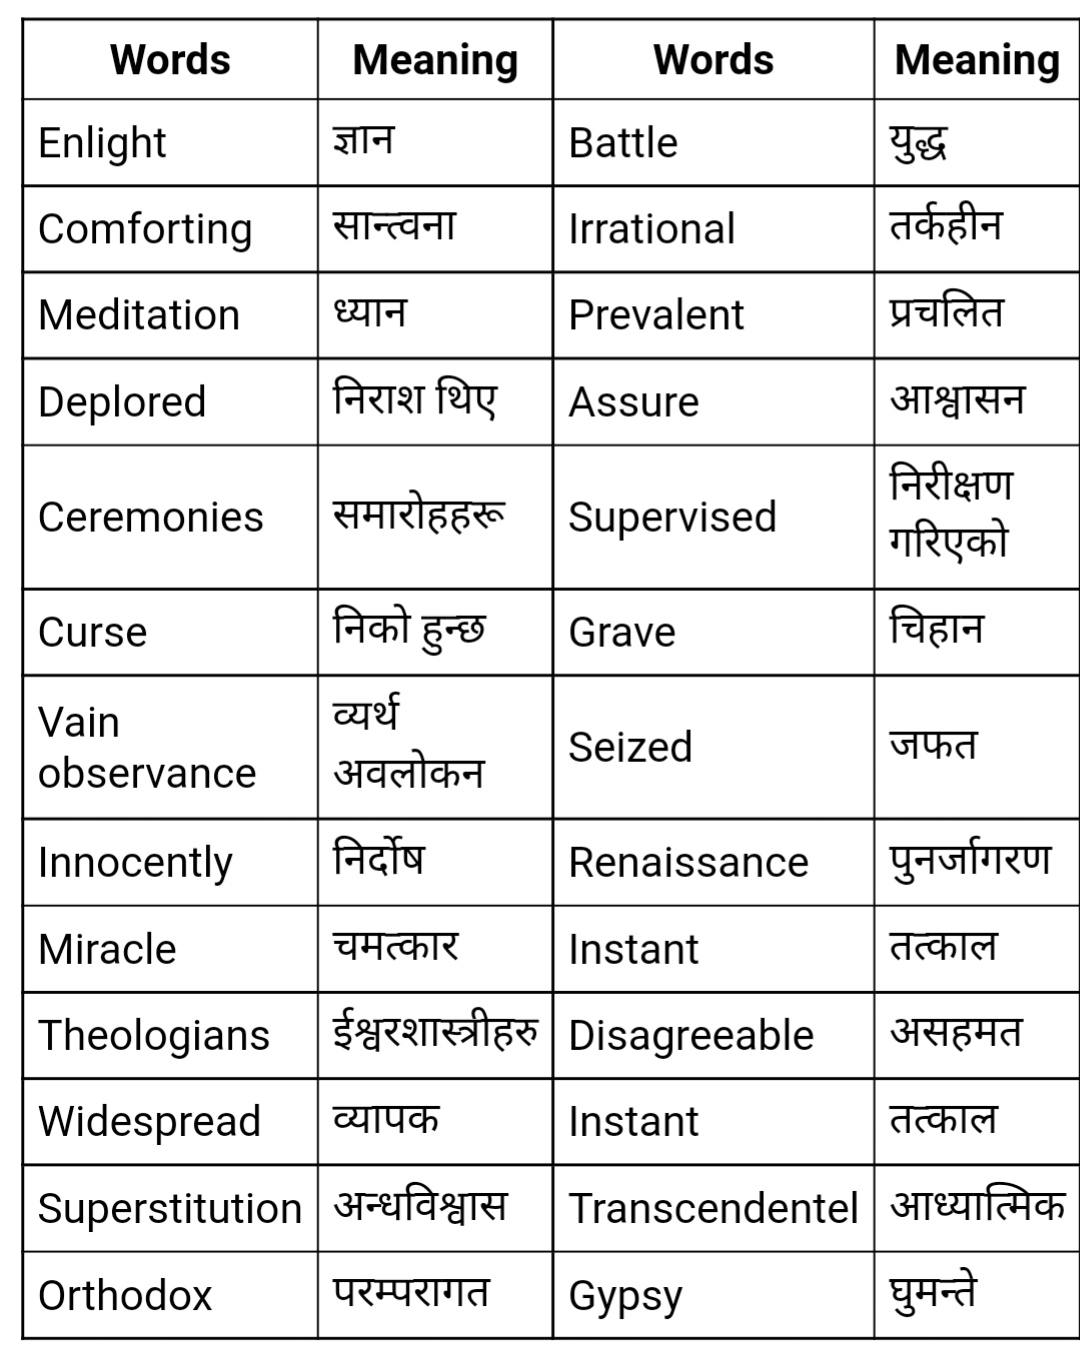 Words Meaning Words Meaning
Enlight ज्ञान Battle युद्ध
Comforting सान्त्वना Irrational तर्कहीन
Meditation ध्यान Prevalent प्रचलित
Deplored निराश थिए Assure आश्वासन
Ceremonies समारोहहरू Supervised निरीक्षण
गरिएको
Curse निको हुन्छ Grave चिहान
Vain
observance व्यर्थ
अवलोकन Seized जफत
Innocently निर्दोष Renaissance पुनर्जागरण
Miracle चमत्कार Instant तत्काल
Theologians ईश्वरशास्त्रीहरु Disagreeable असहमत
Widespread व्यापक Instant तत्काल
Superstitution अन्धविश्वास Transcendentel आध्यात्मिक
Orthodox परम्परागत Gypsy घुमन्ते